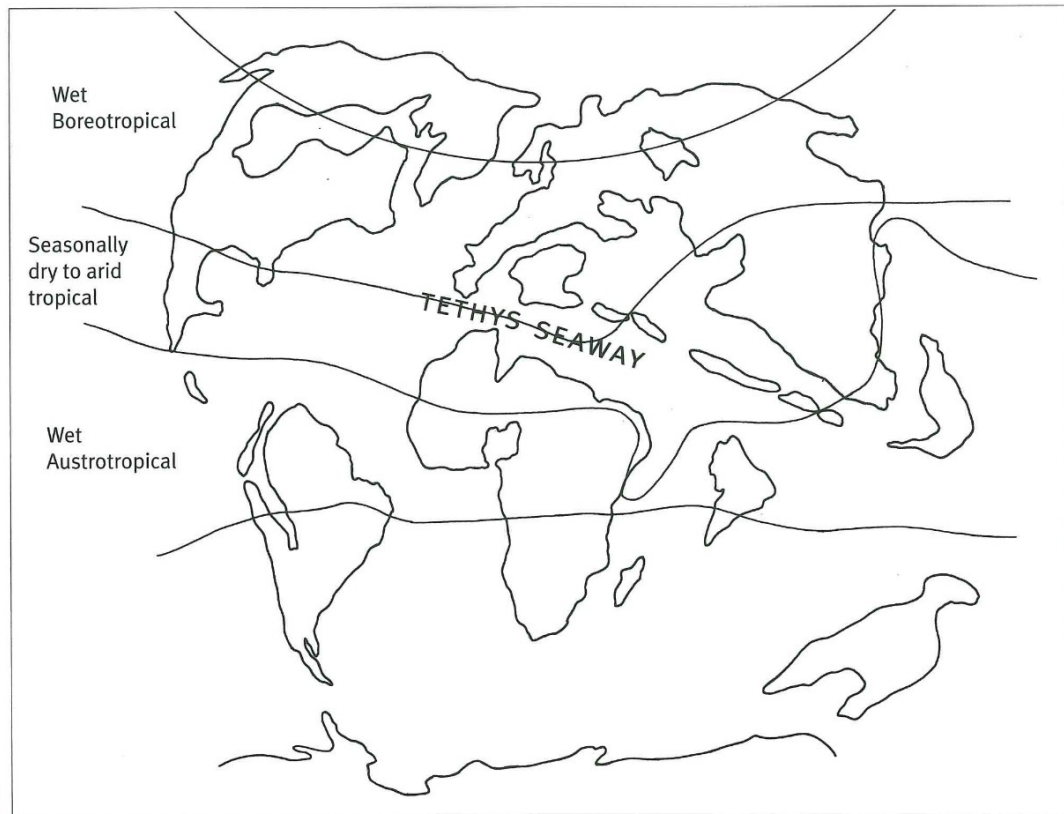 Wet
Boreotropical
Seasonally
dry to arid
tropical
TETHYS SEAWAY
Wet
Austrotropical